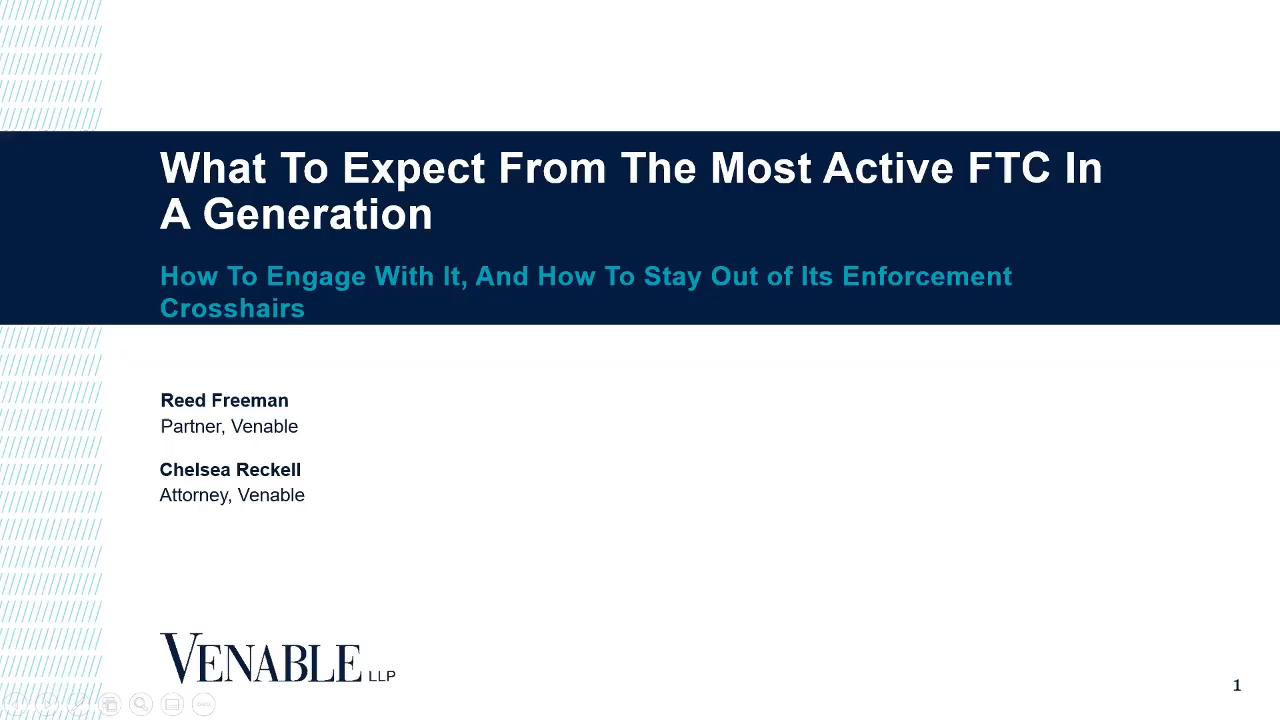 What To Expect From The Most Active FTC In
A Generation
How To Engage With It, And How To Stay Out of Its Enforcement
Crosshairs
Reed Freeman
Partner, Venable
Chelsea Reckell
Attorney, Venable
VENABLE LLP
1